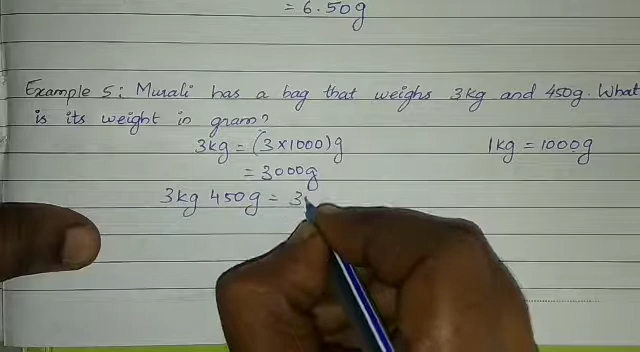 = 6.50g
Example 5: Murali has a bag that weighs 3kg and 450g. What
is its weight in gram?
3kg = (3×1000)g 1kg = 1000g
= 3000g
3kg 450g = 3